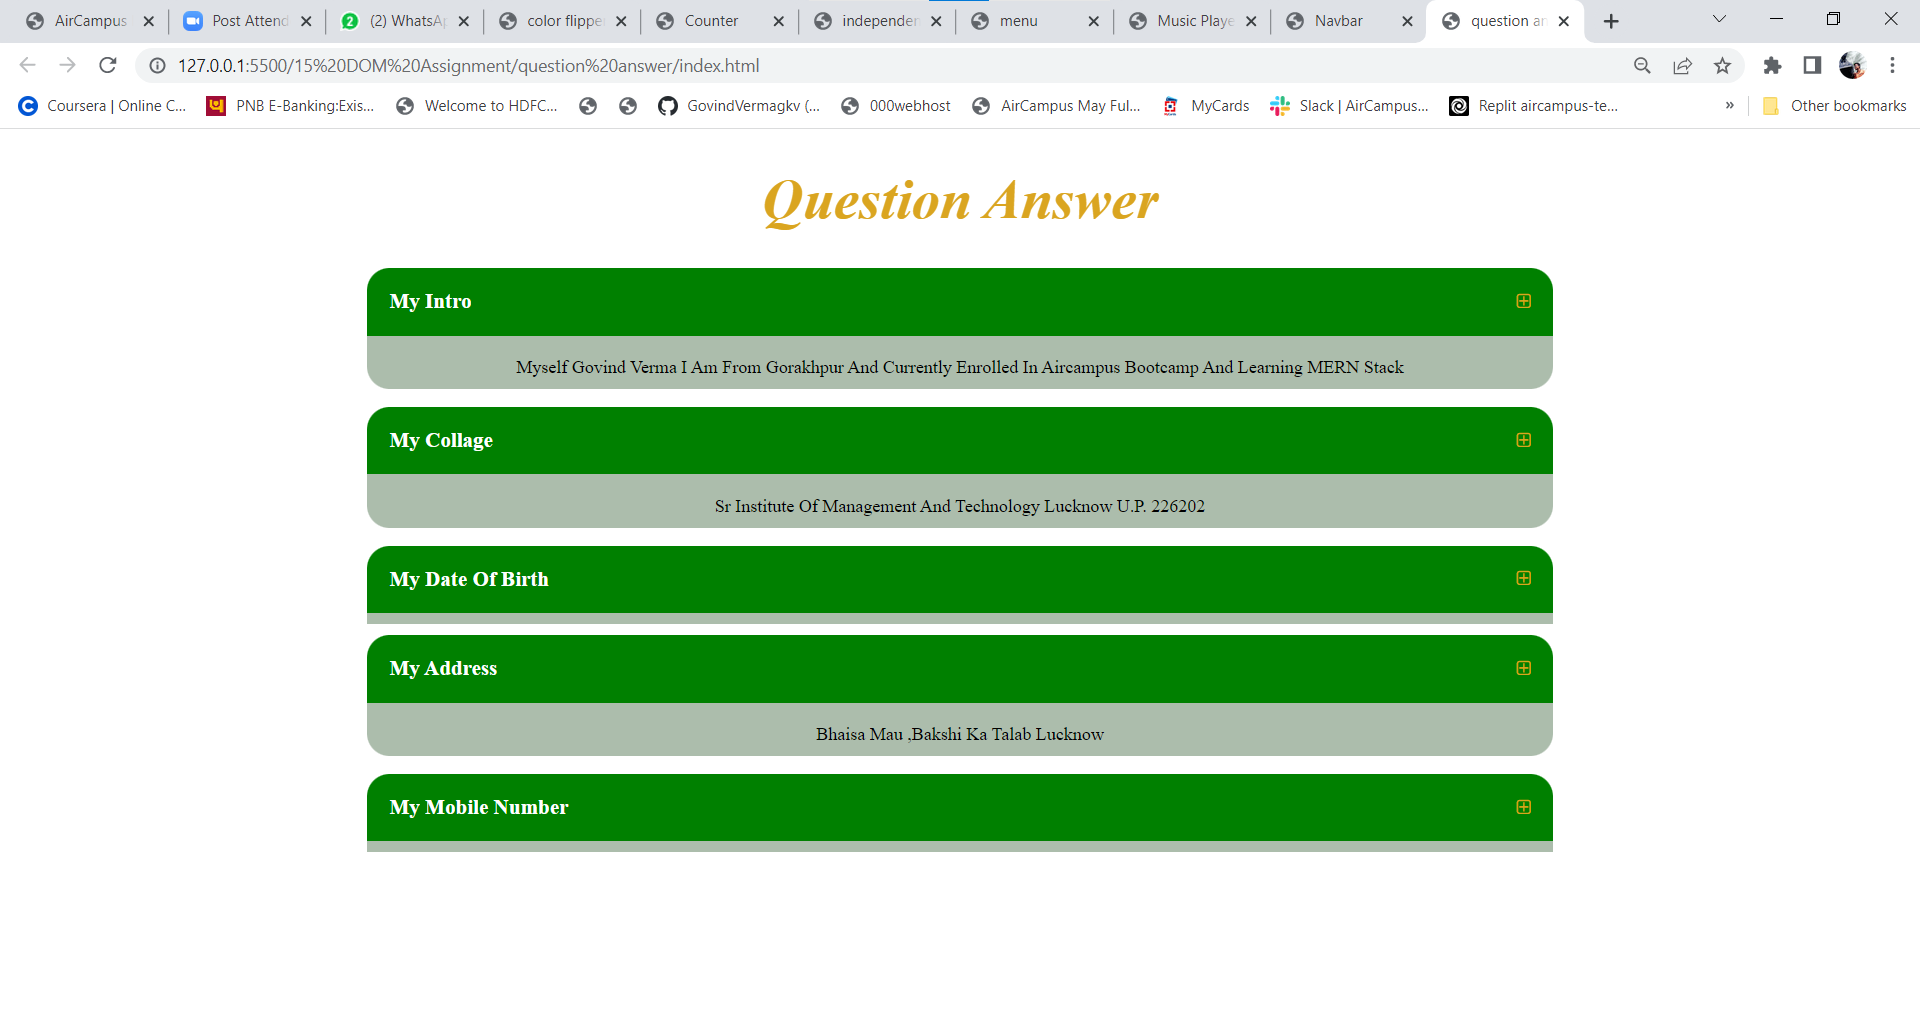 AirCampus
Post Attend
(2) WhatsAp
color flippe
Counter
independen
menu
Music Playe
Navbar
question an
127.0.0.1:5500/15%20DOM%20Assignment/question%20answer/index.html
Coursera | Online C...
PNB E-Banking:Exis...
Welcome to HDFC...
GovindVermagkv (...
000webhost
AirCampus May Ful...
MyCards
Slack | AirCampus...
Replit aircampus-te...
»
Other bookmarks
Question Answer
My Intro
Myself Govind Verma I Am From Gorakhpur And Currently Enrolled In Aircampus Bootcamp And Learning MERN Stack
My Collage
Sr Institute Of Management And Technology Lucknow U.P. 226202
My Date Of Birth
My Address
Bhaisa Mau ,Bakshi Ka Talab Lucknow
My Mobile Number